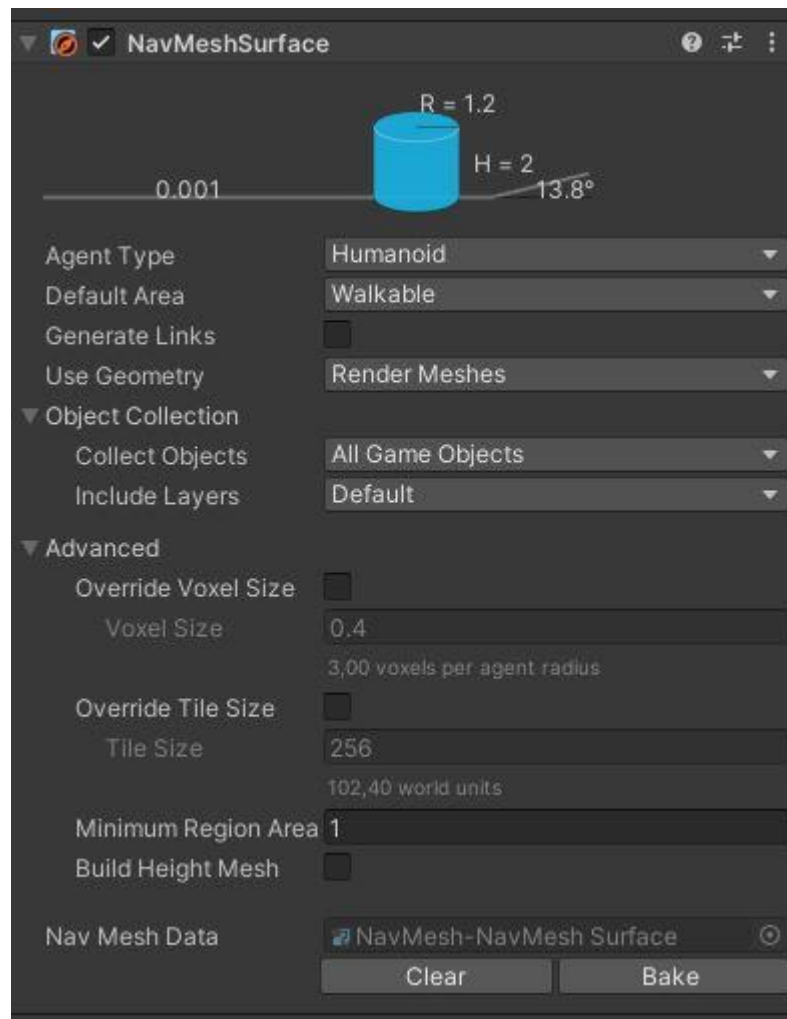 NavMeshSurface
R = 1.2
H = 2
0.001
13.8°
Agent Type Humanoid
Default Area Walkable
Generate Links
Use Geometry Render Meshes
Object Collection
Collect Objects All Game Objects
Include Layers Default
Advanced
Override Voxel Size
Voxel Size 0.4
3,00 voxels per agent radius
Override Tile Size
Tile Size 256
102,40 world units
Minimum Region Area 1
Build Height Mesh
Nav Mesh Data NavMesh-NavMesh Surface
Clear Bake